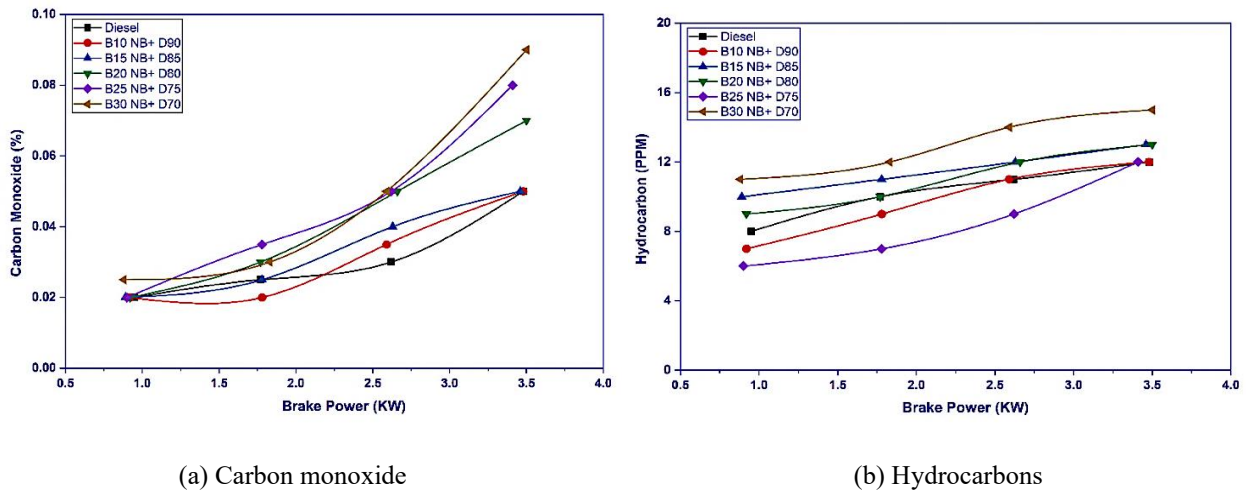 Diesel
B10 NB+ D90
B15 NB+ D85
B20 NB+ D80
B25 NB+ D75
B30 NB+ D70
0.10
0.08
0.06
0.04
0.02
0.00
Carbon Monoxide (%)
0.5 1.0 1.5 2.0 2.5 3.0 3.5 4.0
Brake Power (KW)
(a) Carbon monoxide
Diesel
B10 NB+ D90
B15 NB+ D85
B20 NB+ D80
B25 NB+ D75
B30 NB+ D70
20
16
12
8
4
0
Hydrocarbon (PPM)
0.5 1.0 1.5 2.0 2.5 3.0 3.5 4.0
Brake Power (KW)
(b) Hydrocarbons